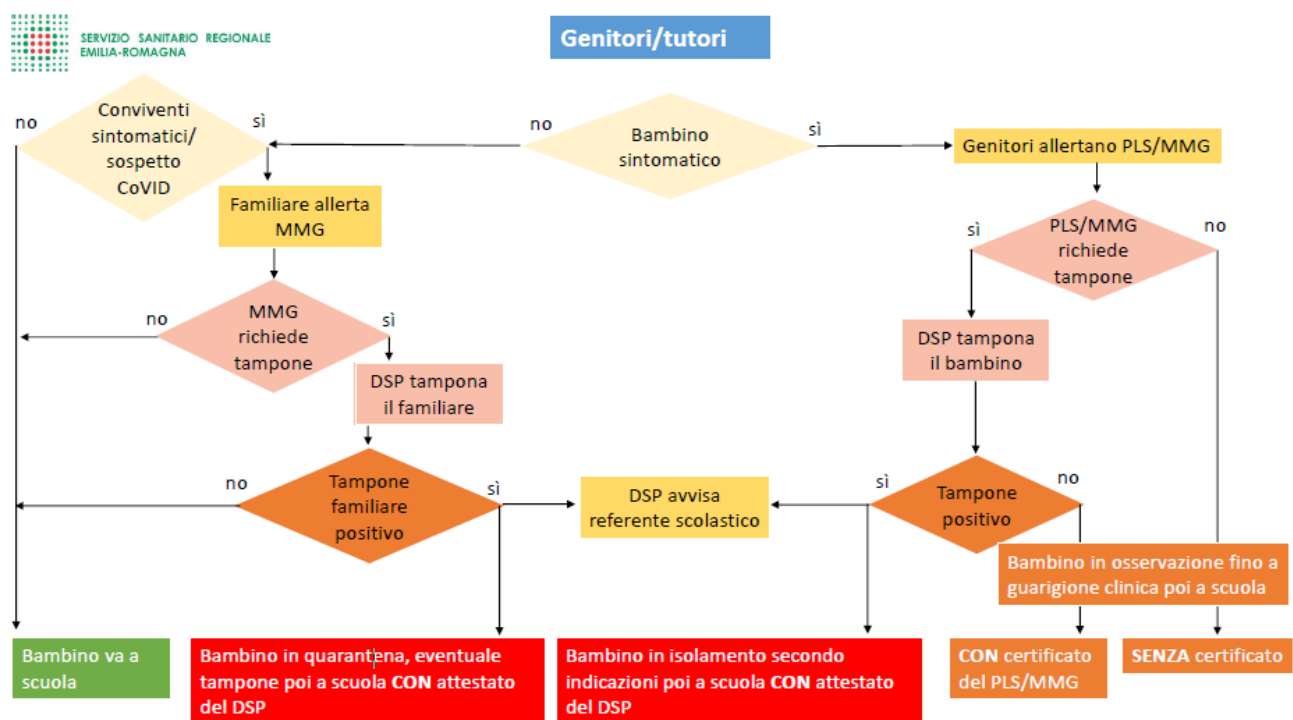 SERVIZIO SANITARIO REGIONALE
EMILIA-ROMAGNA
Genitori/tutori
no
Conviventi
sintomatici/
sospetto
CoVID
sì
no
Bambino
sintomatico
sì
Genitori allertano PLS/MMG
Familiare allerta
MMG
sì
PLS/MMG
richiede
tampone
no
no
MMG
richiede
tampone
sì
DSP tampona
il familiare
DSP tampona
il bambino
no
Tampone
familiare
positivo
sì
DSP avvisa
referente scolastico
sì
Tampone
positivo
no
Bambino in osservazione fino a
guarigione clinica poi a scuola
Bambino va a
scuola
Bambino in quarantena, eventuale
tampone poi a scuola CON attestato
del DSP
Bambino in isolamento secondo
indicazioni poi a scuola CON attestato
del DSP
CON certificato
del PLS/MMG
SENZA certificato